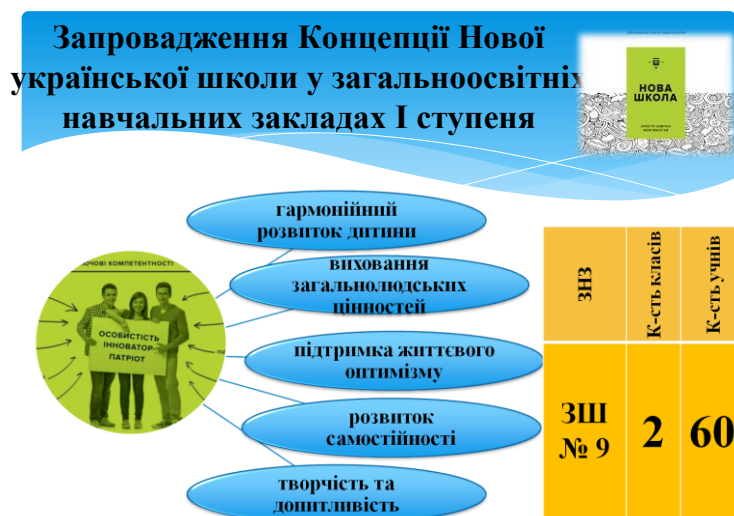 Запровадження Концепції Нової
української школи у загальноосвітніх
навчальних закладах І ступеня
НОВА
ШКОЛА
гармонійний
розвиток дитини
виховання
загальнолюдських
цінностей
підтримка життєвого
оптимізму
розвиток
самостійності
творчість та
допитливість
КОМПЕТЕНТНОСТІ
ОСОБИСТІСТЬ
ІННОВАТОР
ПАТРІОТ
ЗНЗ
К-сть класів
К-сть учнів
ЗШ
№ 9
2
60